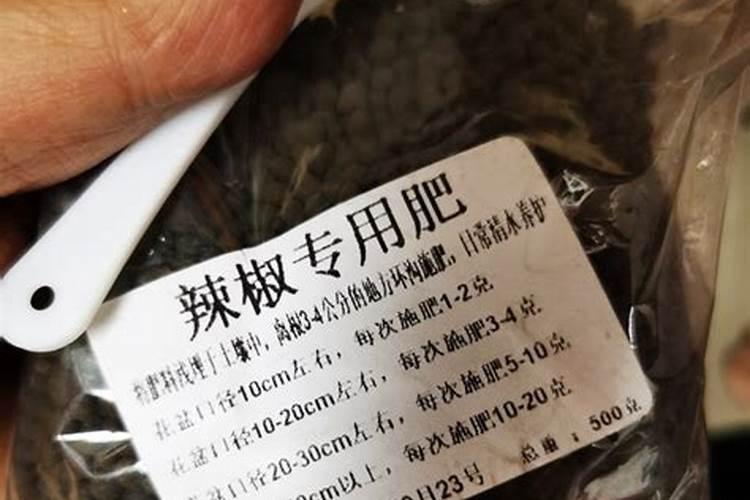 辣椒专用肥
将肥料浅埋于土壤中，离根3-4公分的地方环沟施肥，日常清水养护
花盆口径10cm左右，每次施肥1-2克
花盆口径10-20cm左右，每次施肥3-4克
花盆口径20-30cm左右，每次施肥5-10克
0cm以上，每次施肥10-20克
月23号 总重：500克